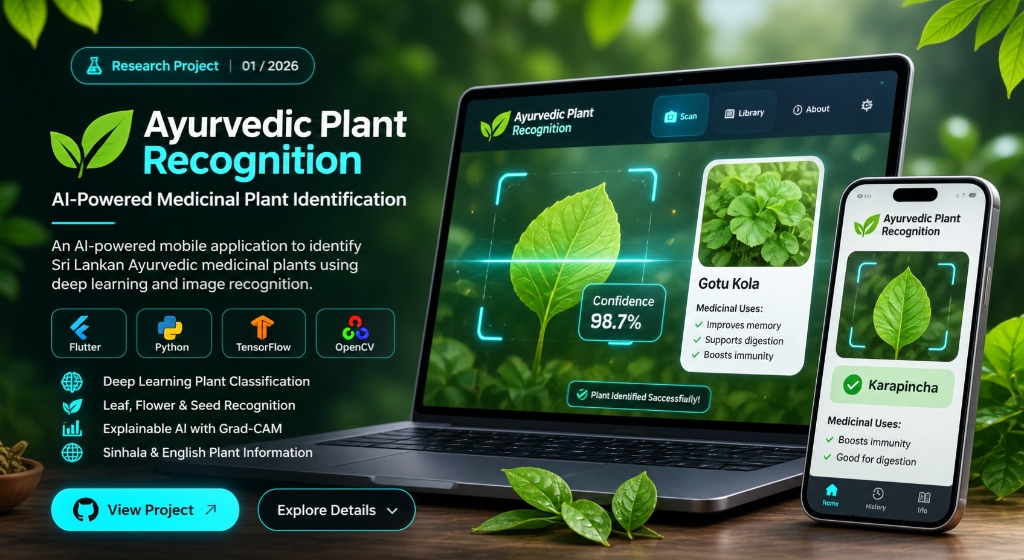 Research Project | 01 / 2026
Ayurvedic Plant
Recognition
AI-Powered Medicinal Plant Identification
An AI-powered mobile application to identify
Sri Lankan Ayurvedic medicinal plants using
deep learning and image recognition.
Flutter
Python
TensorFlow
OpenCV
Deep Learning Plant Classification
Leaf, Flower & Seed Recognition
Explainable AI with Grad-CAM
Sinhala & English Plant Information
View Project
Explore Details
Ayurvedic Plant
Recognition
Scan
Library
About
Confidence
98.7%
Gotu Kola
Medicinal Uses:
Improves memory
Supports digestion
Boosts immunity
Plant Identified Saccessfially!
Ayurvedic Plant
Recognition
Karapincha
Medicinal Uses:
Boosts immunity
Good for digestion
Home
History
Info